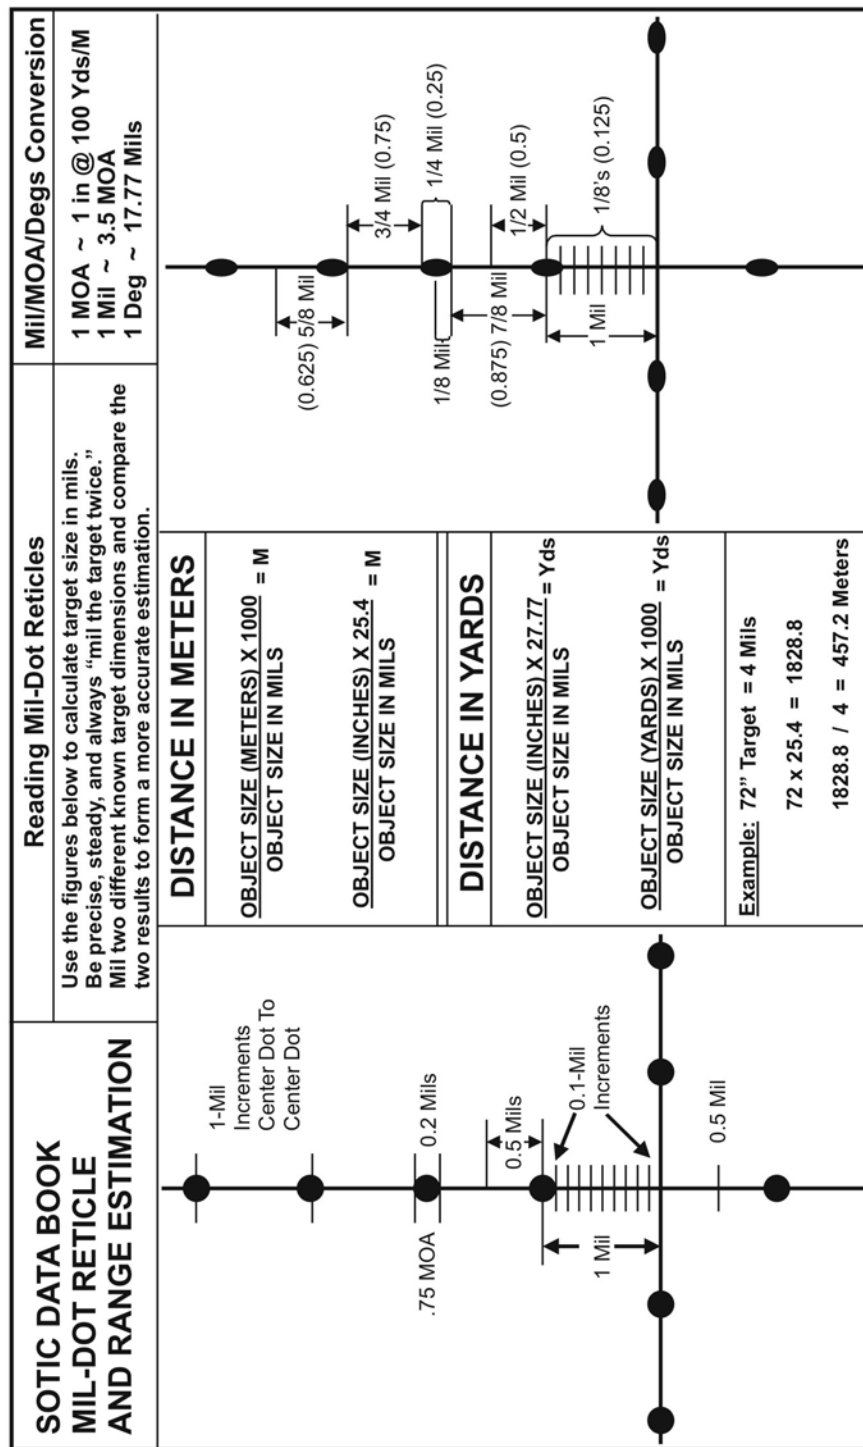 SOTIC DATA BOOK
MIL-DOT RETICLE
AND RANGE ESTIMATION
Reading Mil-Dot Reticles
Use the figures below to calculate target size in mils.
Be precise, steady, and always “mil the target twice.”
Mil two different known target dimensions and compare the
two results to form a more accurate estimation.
Mil/MOA/Degs Conversion
1 MOA ~ 1 in @ 100 Yds/M
1 Mil ~ 3.5 MOA
1 Deg ~ 17.77 Mils
1-Mil
Increments
Center Dot To
Center Dot
.75 MOA
0.2 Mils
0.5 Mils
0.1-Mil
Increments
1 Mil
0.5 Mil
DISTANCE IN METERS
OBJECT SIZE (METERS) X 1000 = M
OBJECT SIZE IN MILS
OBJECT SIZE (INCHES) X 25.4 = M
OBJECT SIZE IN MILS
DISTANCE IN YARDS
OBJECT SIZE (INCHES) X 27.77 = Yds
OBJECT SIZE IN MILS
OBJECT SIZE (YARDS) X 1000 = Yds
OBJECT SIZE IN MILS
Example: 72” Target = 4 Mils
72 x 25.4 = 1828.8
1828.8 / 4 = 457.2 Meters
(0.625) 5/8 Mil
3/4 Mil (0.75)
1/8 Mil
1/4 Mil (0.25)
(0.875) 7/8 Mil
1/2 Mil (0.5)
1 Mil
1/8’s (0.125)